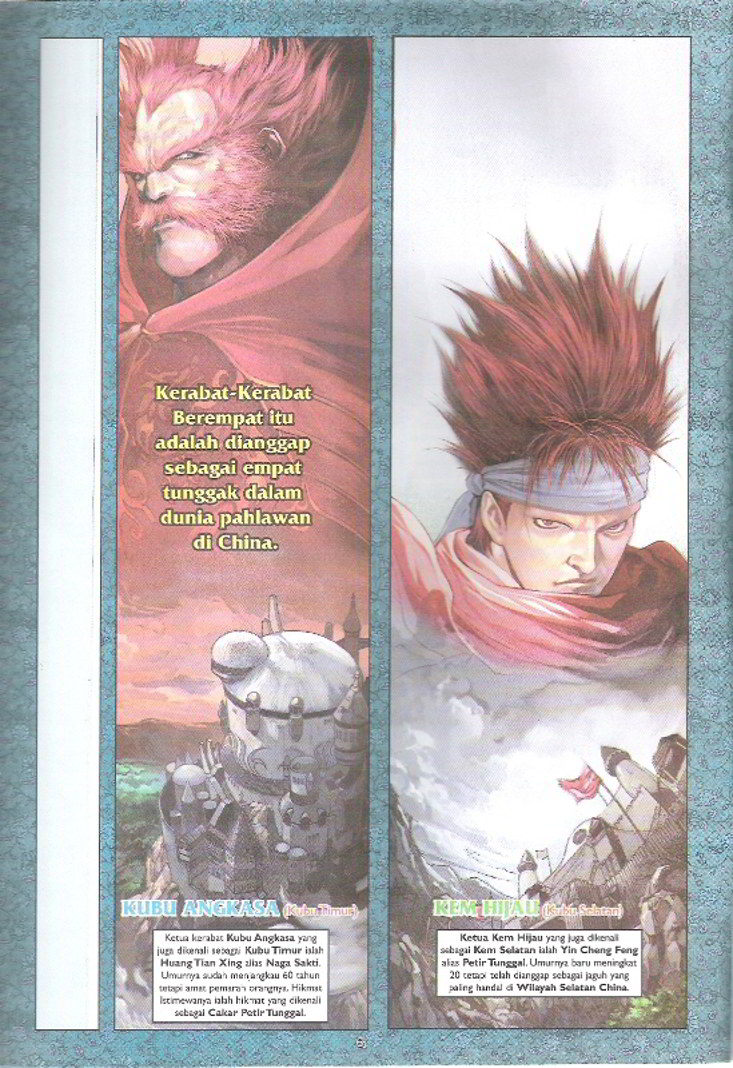 Kerabat-Kerabat
Berempat itu
adalah dianggap
sebagai empat
tunggak dalam
dunia pahlawan
di China.
KUBU ANGKASA (Kubu Timur)
Ketua kerabat Kubu Angkasa yang
juga dikenali sebagai Kubu Timur ialah
Huang Tian Xing alias Naga Sakti.
Umurnya sudah menjangkau 60 tahun
tetapi amat pemarah orangnya. Hikmat
Istimewanya ialah hikmat yang dikenali
sebagai Cakar Petir Tunggal.
KEM HIJAU (Kubu Selatan)
Ketua Kem Hijau yang juga dikenali
sebagai Kem Selatan ialah Yin Cheng Feng
alias Petir Tunggal. Umurnya baru meningkat
20 tetapi telah dianggap sebagai jaguh yang
paling handal di Wilayah Selatan China.